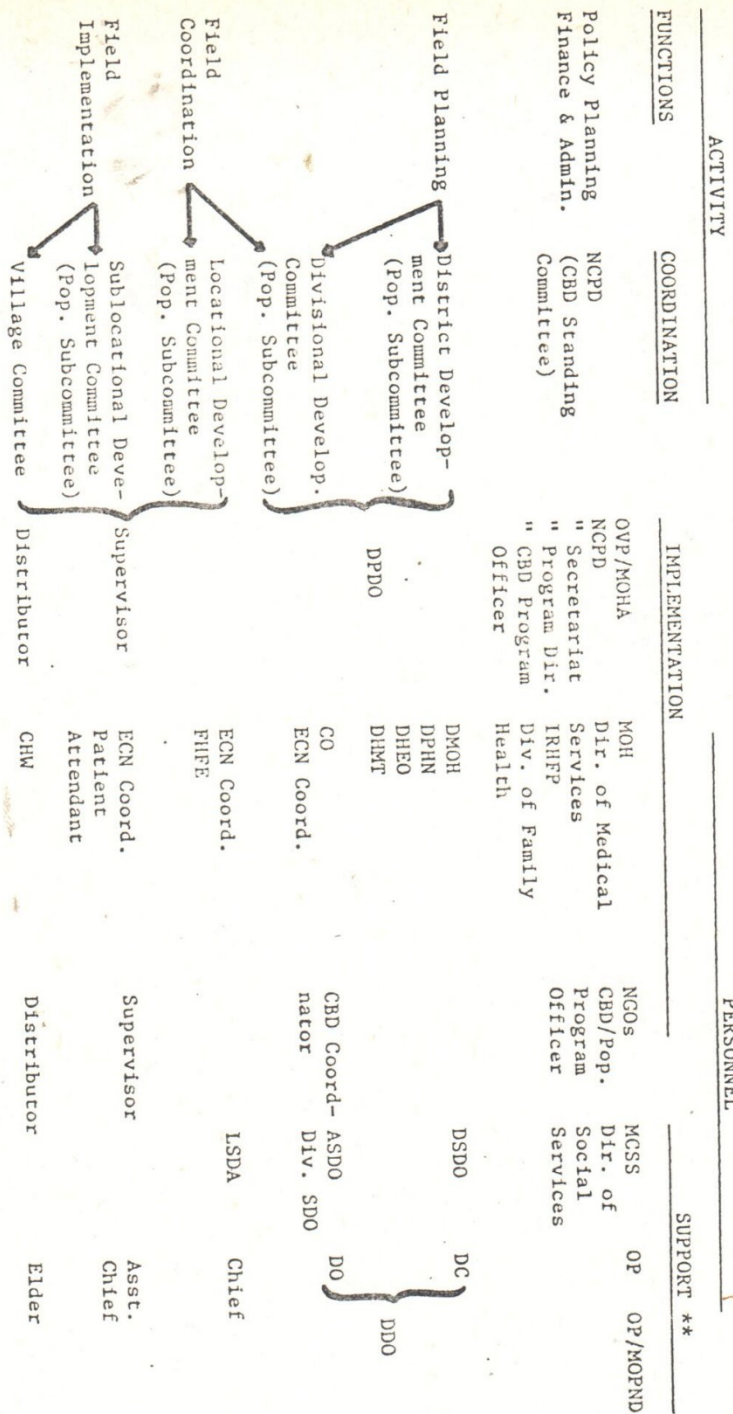 ACTIVITY
PERSONNEL
FUNCTIONS
COORDINATION
IMPLEMENTATION
SUPPORT **
OVP/MOHA
MOH
NGOs
MCSS
OP
OP/MOPND
Policy Planning
Finance & Admin.
NCPD
(CBD Standing
Committee)
NCPD
" Secretariat
" Program Dir.
" CBD Program
Officer
Dir. of Medical
Services
IRHFP
Div. of Family
Health
CBD/Pop.
Program
Officer
Dir. of
Social
Services
Field Planning
District Develop-
ment Committee
(Pop. Subcommittee)
DPDO
DMOH
DPHN
DHEO
DHMT
DSDO
DC
DDO
Divisional Develop.
Committee
(Pop. Subcommittee)
CO
ECN Coord.
CBD Coord-
nator
ASDO
Div. SDO
DO
Field
Coordination
Locational Develop-
ment Committee
(Pop. Subcommittee)
ECN Coord.
FHFE
LSDA
Chief
Field
Implementation
Sublocational Deve-
lopment Committee
(Pop. Subcommittee)
Supervisor
ECN Coord.
Patient
Attendant
Supervisor
Asst.
Chief
Village Committee
Distributor
CHW
Distributor
Elder